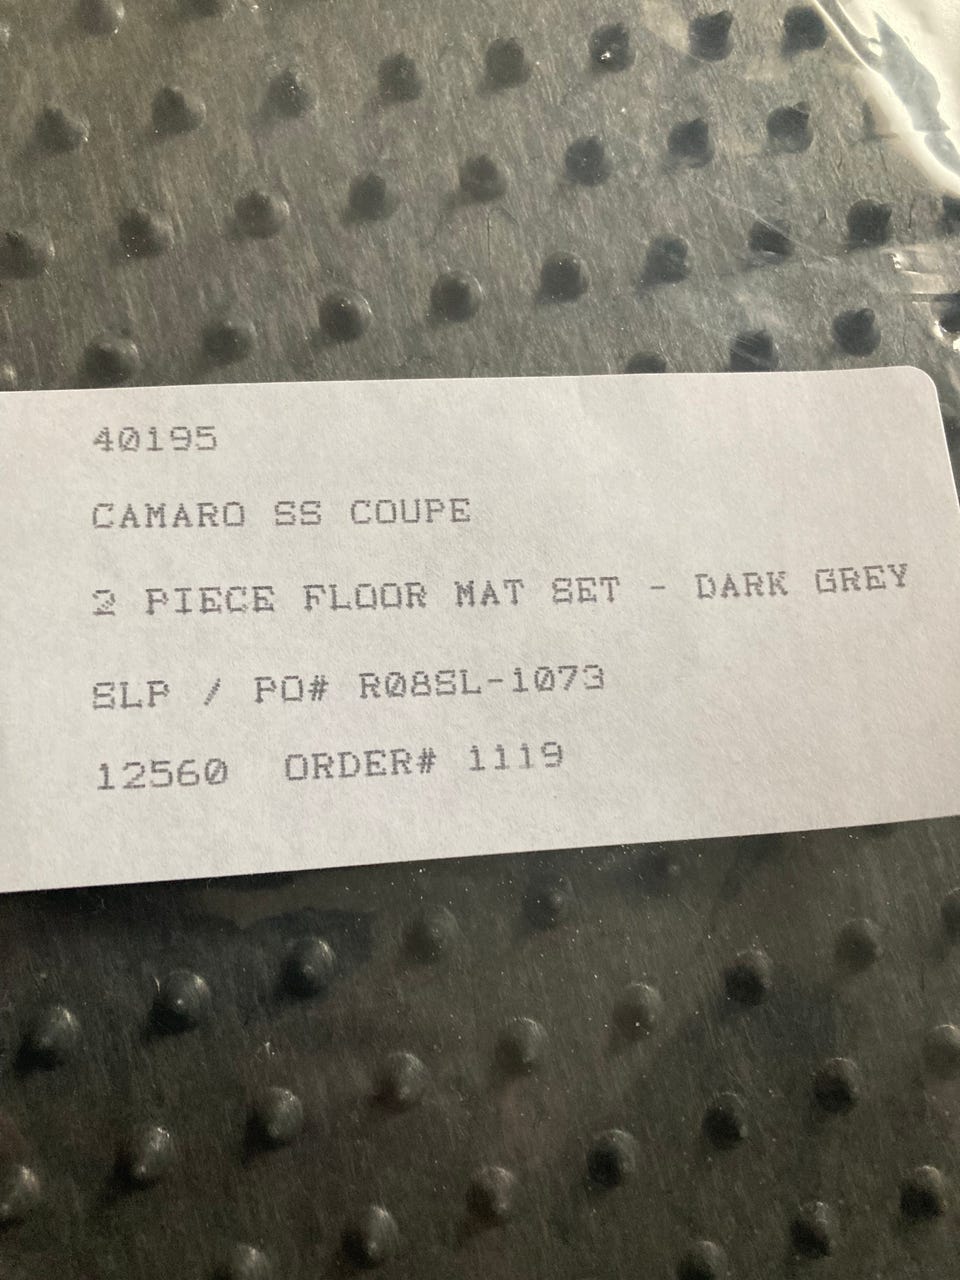 40195
CAMARO SS COUPE
2 PIECE FLOOR MAT SET - DARK GREY
SLP / PO# R08SL-1073
12560 ORDER# 1119